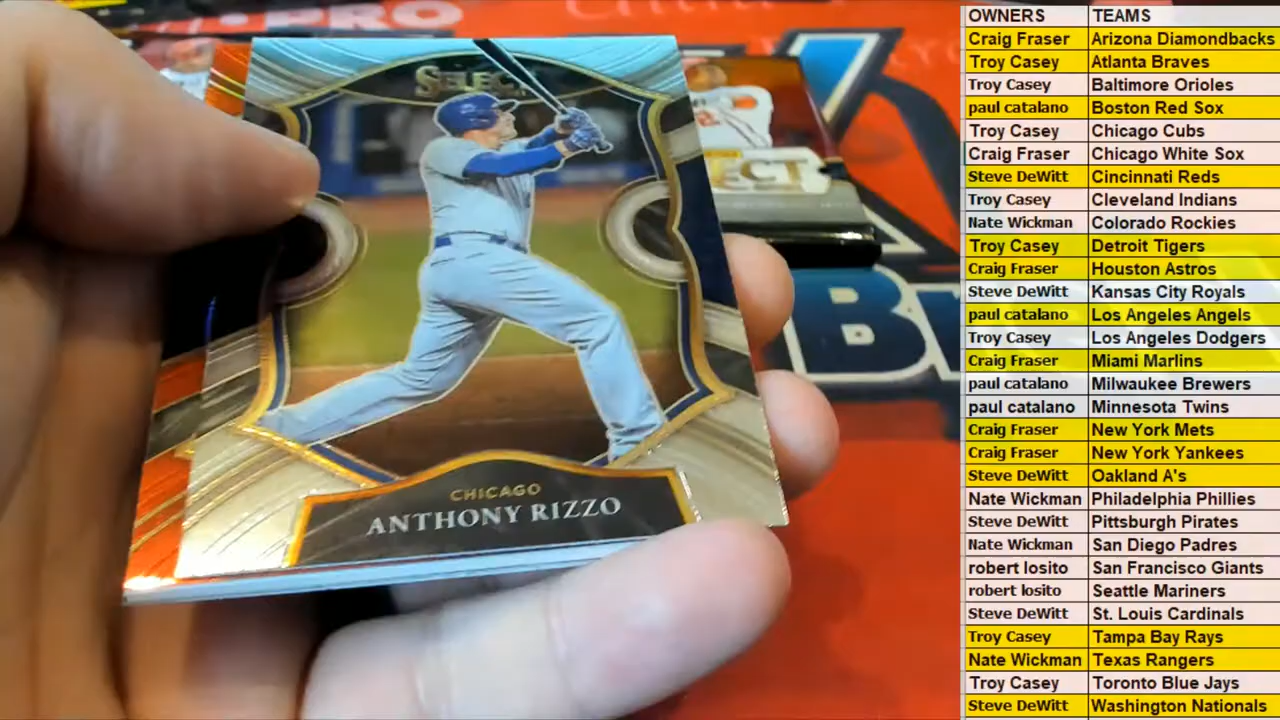 PRO
SELECT
CHICAGO
ANTHONY RIZZO
OWNERS TEAMS
Craig Fraser Arizona Diamondbacks
Troy Casey Atlanta Braves
Troy Casey Baltimore Orioles
paul catalano Boston Red Sox
Troy Casey Chicago Cubs
Craig Fraser Chicago White Sox
Steve DeWitt Cincinnati Reds
Troy Casey Cleveland Indians
Nate Wickman Colorado Rockies
Troy Casey Detroit Tigers
Craig Fraser Houston Astros
Steve DeWitt Kansas City Royals
paul catalano Los Angeles Angels
Troy Casey Los Angeles Dodgers
Craig Fraser Miami Marlins
paul catalano Milwaukee Brewers
paul catalano Minnesota Twins
Craig Fraser New York Mets
Craig Fraser New York Yankees
Steve DeWitt Oakland A's
Nate Wickman Philadelphia Phillies
Steve DeWitt Pittsburgh Pirates
Nate Wickman San Diego Padres
robert losito San Francisco Giants
robert losito Seattle Mariners
Steve DeWitt St. Louis Cardinals
Troy Casey Tampa Bay Rays
Nate Wickman Texas Rangers
Troy Casey Toronto Blue Jays
Steve DeWitt Washington Nationals